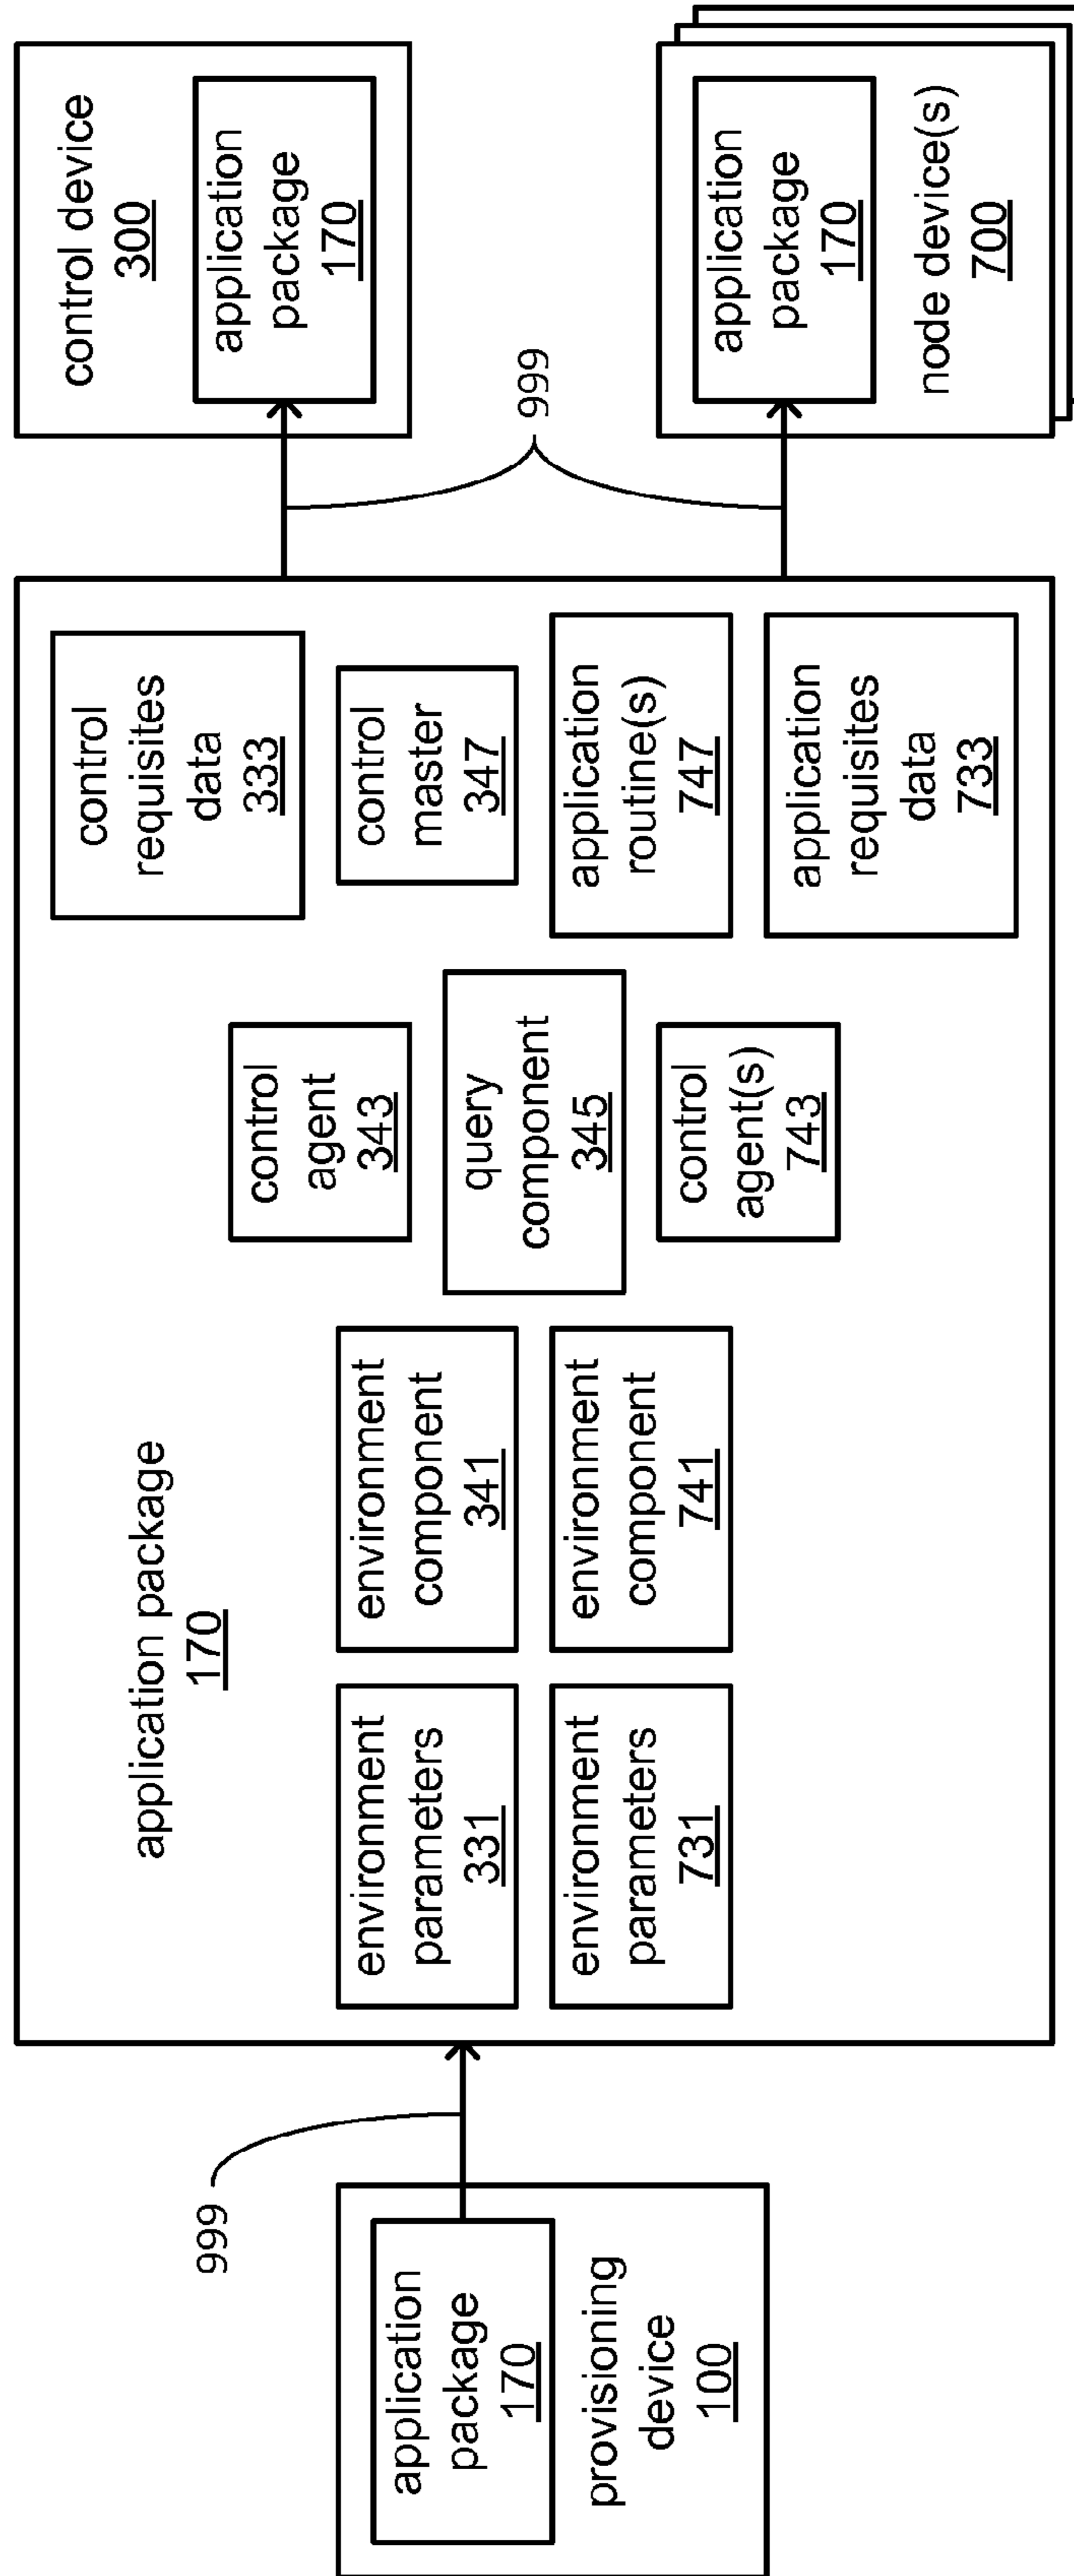 application
package
170
provisioning
device
100
999
application package
170
environment
parameters
331
environment
parameters
731
environment
component
341
environment
component
741
control
agent
343
query
component
345
control
agent(s)
743
control
requisites
data
333
control
master
347
application
routine(s)
747
application
requisites
data
733
999
control device
300
application
package
170
application
package
170
node device(s)
700